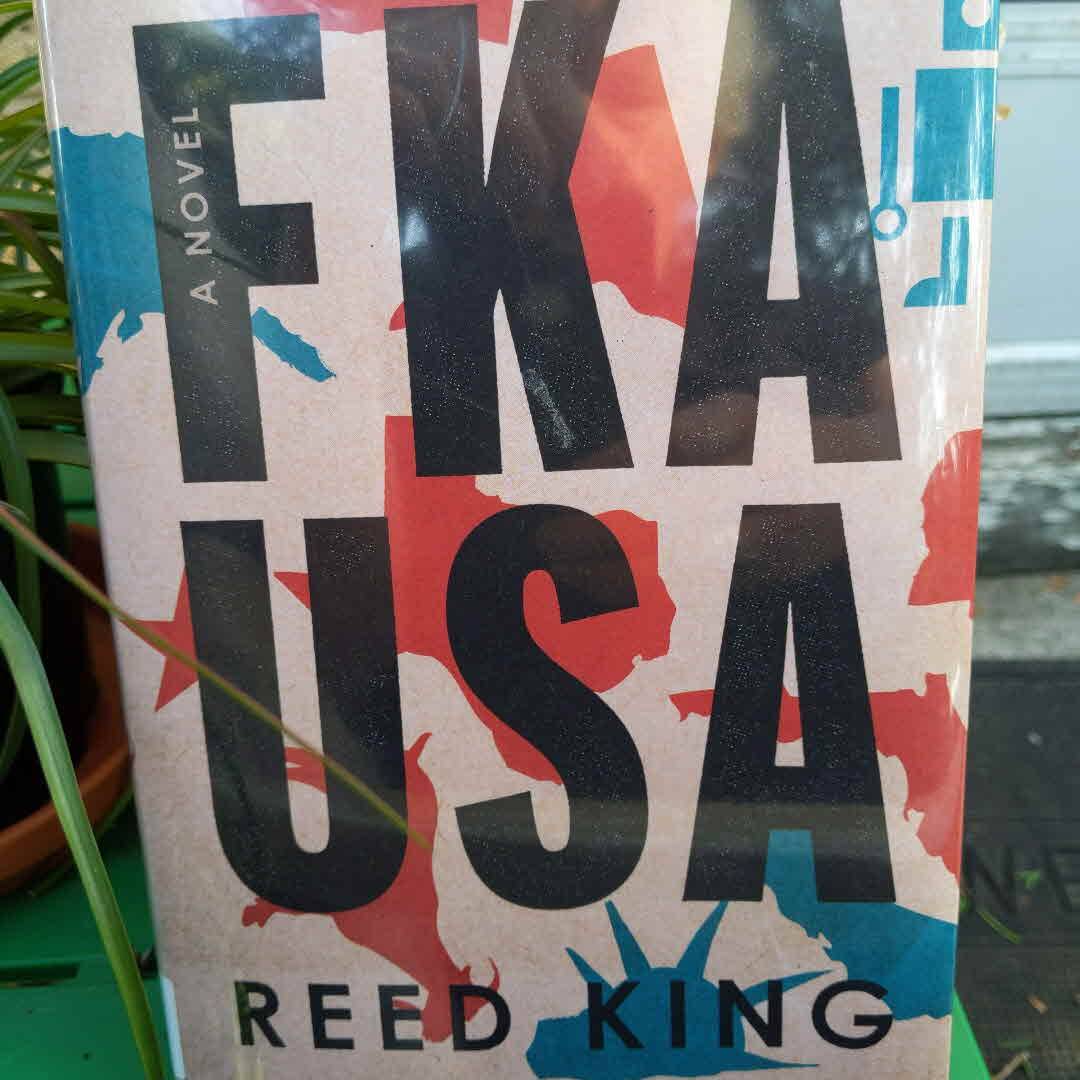 FKA
A NOVEL
USA
REED KING